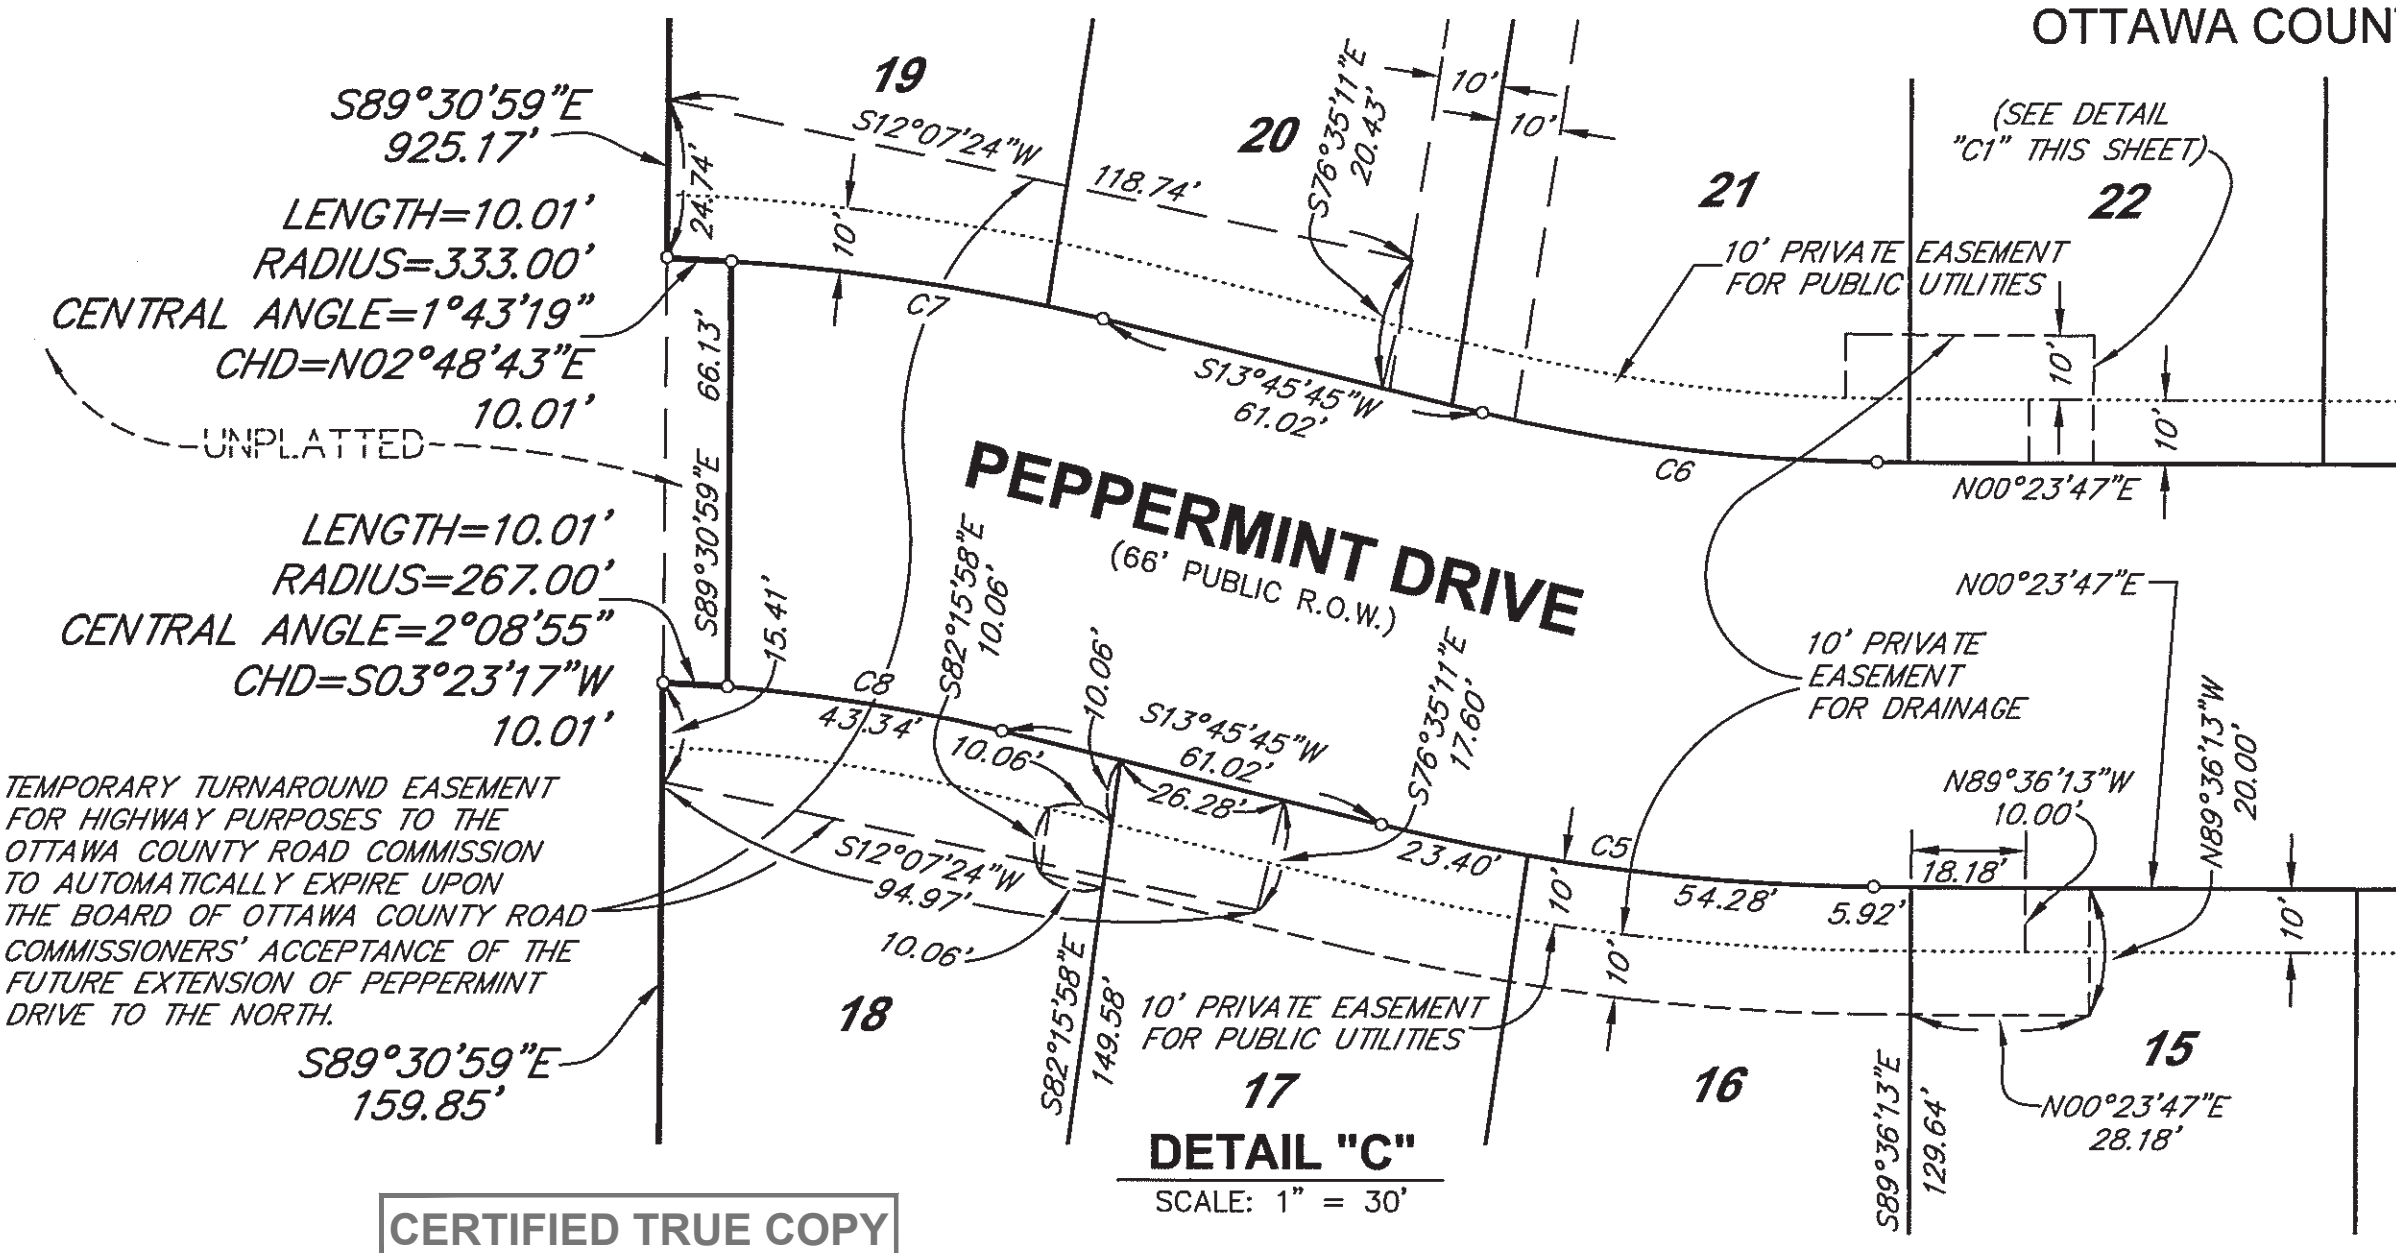 OTTAWA COUN
19
S89°30'59"E
925.17'
LENGTH=10.01'
RADIUS=333.00'
CENTRAL ANGLE=1°43'19"
CHD=N02°48'43"E
10.01'
UNPLATTED
24.74'
S12°07'24"W
118.74'
10'
20
S76°35'11"E
20.43'
10'
10'
21
(SEE DETAIL
"C1" THIS SHEET)
22
10' PRIVATE EASEMENT
FOR PUBLIC UTILITIES
10'
10'
C7
66.13'
S89°30'59"E
S13°45'45"W
61.02'
C6
N00°23'47"E
PEPPERMINT DRIVE
(66' PUBLIC R.O.W.)
N00°23'47"E
10' PRIVATE
EASEMENT
FOR DRAINAGE
LENGTH=10.01'
RADIUS=267.00'
CENTRAL ANGLE=2°08'55"
CHD=S03°23'17"W
10.01'
15.41'
C8
43.34'
S82°15'58"E
10.06'
10.06'
10.06'
S13°45'45"W
61.02'
26.28'
S76°35'11"E
17.60'
23.40'
C5
54.28'
5.92'
N89°36'13"W
10.00'
18.18'
N89°36'13"W
20.00'
10'
10'
10'
TEMPORARY TURNAROUND EASEMENT
FOR HIGHWAY PURPOSES TO THE
OTTAWA COUNTY ROAD COMMISSION
TO AUTOMATICALLY EXPIRE UPON
THE BOARD OF OTTAWA COUNTY ROAD
COMMISSIONERS' ACCEPTANCE OF THE
FUTURE EXTENSION OF PEPPERMINT
DRIVE TO THE NORTH.
S89°30'59"E
159.85'
S12°07'24"W
94.97'
10.06'
18
S82°15'58"E
149.58'
10' PRIVATE EASEMENT
FOR PUBLIC UTILITIES
17
16
15
S89°36'13"E
129.64'
N00°23'47"E
28.18'
DETAIL "C"
SCALE: 1" = 30'
CERTIFIED TRUE COPY